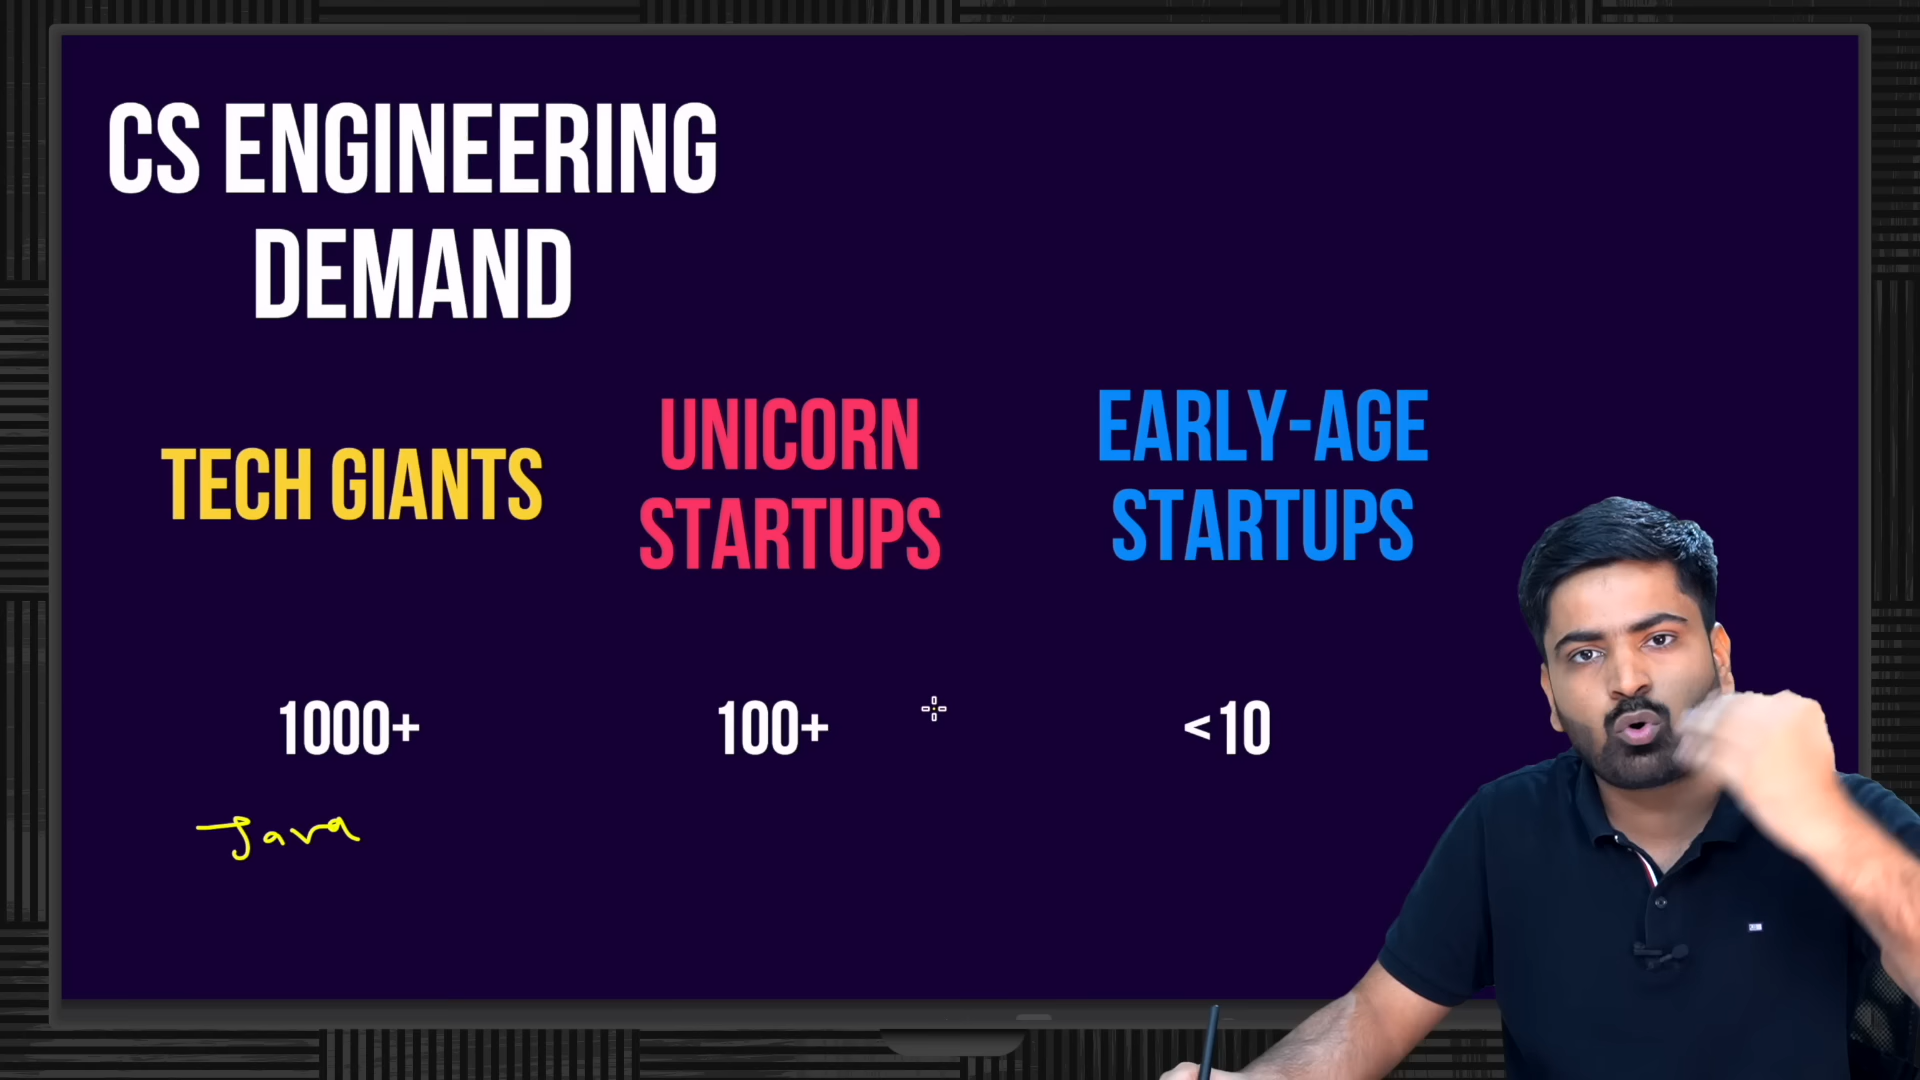 CS ENGINEERING
DEMAND
TECH GIANTS
UNICORN
STARTUPS
EARLY-AGE
STARTUPS
1000+
100+
<10
Java